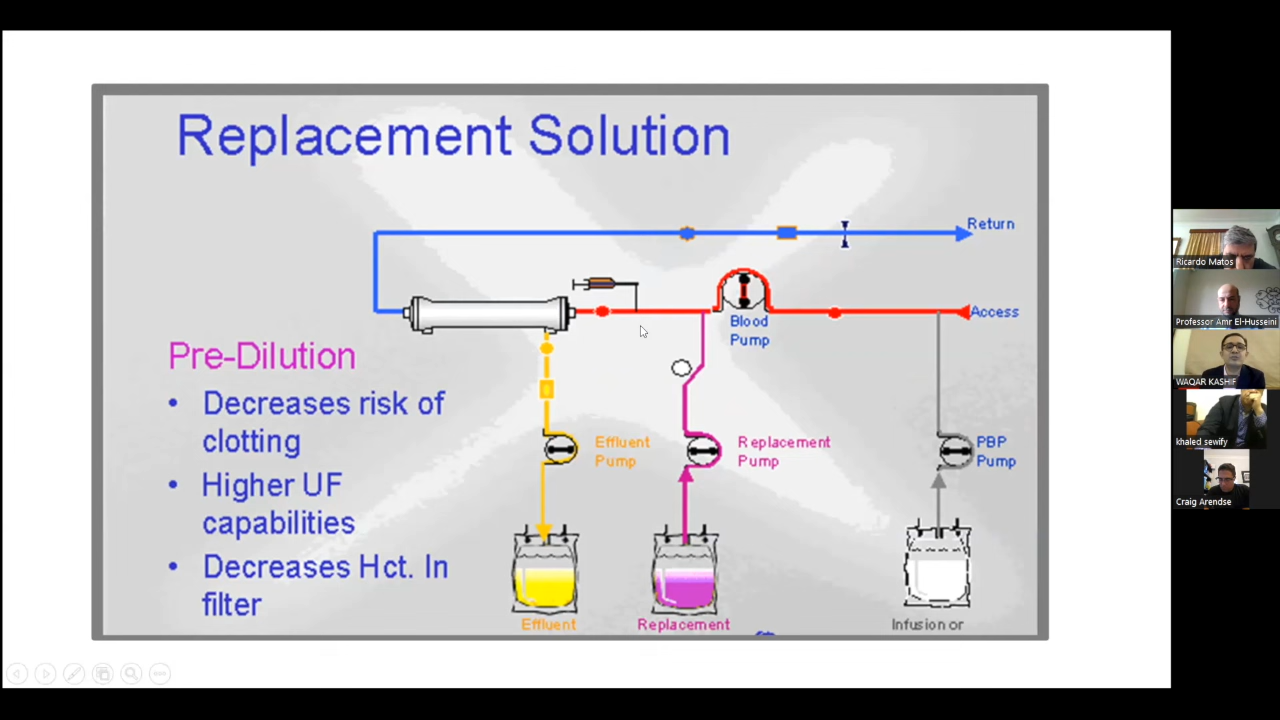 Replacement Solution
Return
Access
Blood
Pump
Pre-Dilution
• Decreases risk of
clotting
• Higher UF
capabilities
• Decreases Hct. In
filter
Effluent
Pump
Replacement
Pump
PBP
Pump
Effluent
Replacement
Infusion or
Ricardo Matos
Professor Amr El-Husseini
WAQAR KASHIF
khaled sewify
Craig Arendse